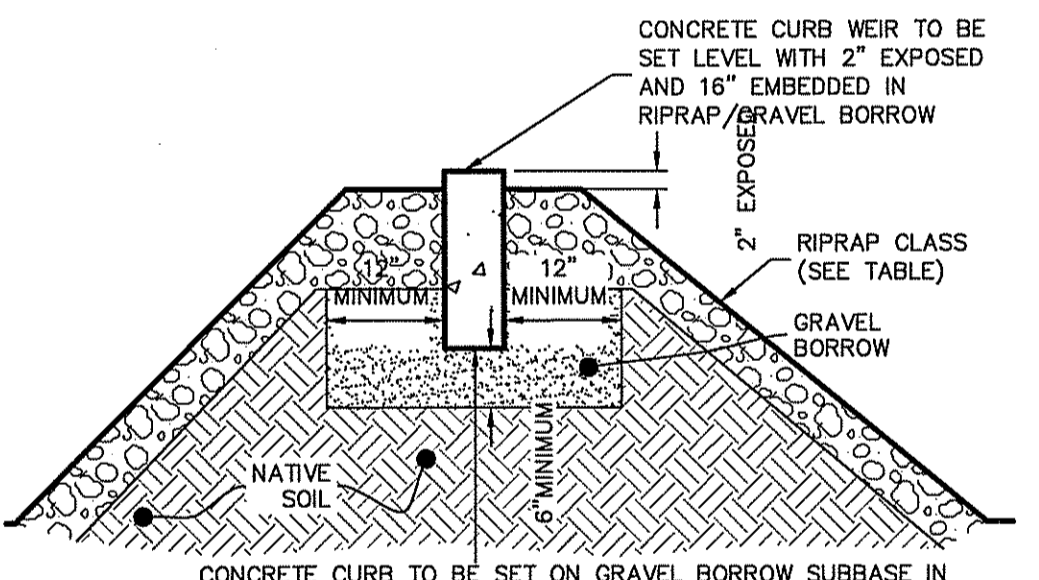 CONCRETE CURB WEIR TO BE
SET LEVEL WITH 2" EXPOSED
AND 16" EMBEDDED IN
RIPRAP/GRAVEL BORROW
2" EXPOSED
RIPRAP CLASS
(SEE TABLE)
12"
MINIMUM
12"
MINIMUM
GRAVEL
BORROW
6"MINIMUM
NATIVE
SOIL
CONCRETE CURB TO BE SET ON GRAVEL BORROW SUBBASE IN